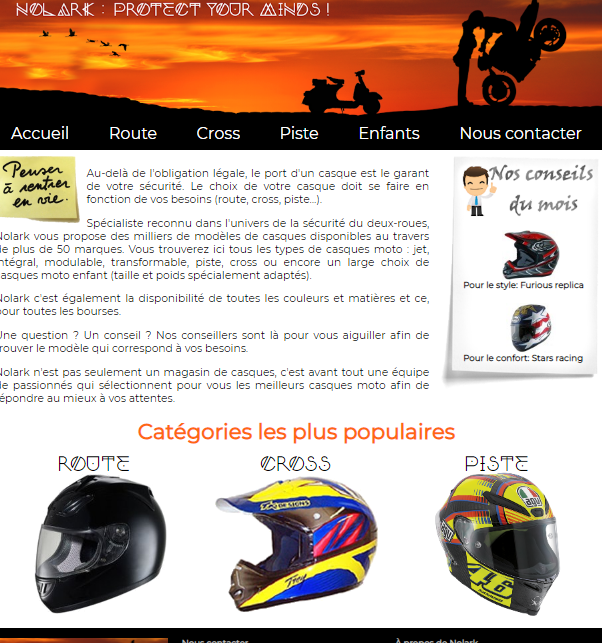 NOLARK : PROTECT YOUR MINDS !
Accueil Route Cross Piste Enfants Nous contacter
Penser
à rentrer
en vie.
Au-delà de l'obligation légale, le port d'un casque est le garant
de votre sécurité. Le choix de votre casque doit se faire en
fonction de vos besoins (route, cross, piste...).
Spécialiste reconnu dans l'univers de la sécurité du deux-roues,
Nolark vous propose des milliers de modèles de casques disponibles au travers
de plus de 50 marques. Vous trouverez ici tous les types de casques moto : jet,
intégral, modulable, transformable, piste, cross ou encore un large choix de
casques moto enfant (taille et poids spécialement adaptés).
Nolark c'est également la disponibilité de toutes les couleurs et matières et ce,
pour toutes les bourses.
Une question ? Un conseil ? Nos conseillers sont là pour vous aiguiller afin de
trouver le modèle qui correspond à vos besoins.
Nolark n'est pas seulement un magasin de casques, c'est avant tout une équipe
de passionnés qui sélectionnent pour vous les meilleurs casques moto afin de
répondre au mieux à vos attentes.
Nos conseils
du mois
Pour le style: Furious replica
Pour le confort: Stars racing
Catégories les plus populaires
ROUTE CROSS PISTE
TROY LEE DESIGNS
Troy
AGV
46
Nous contacter À propos de Nolark